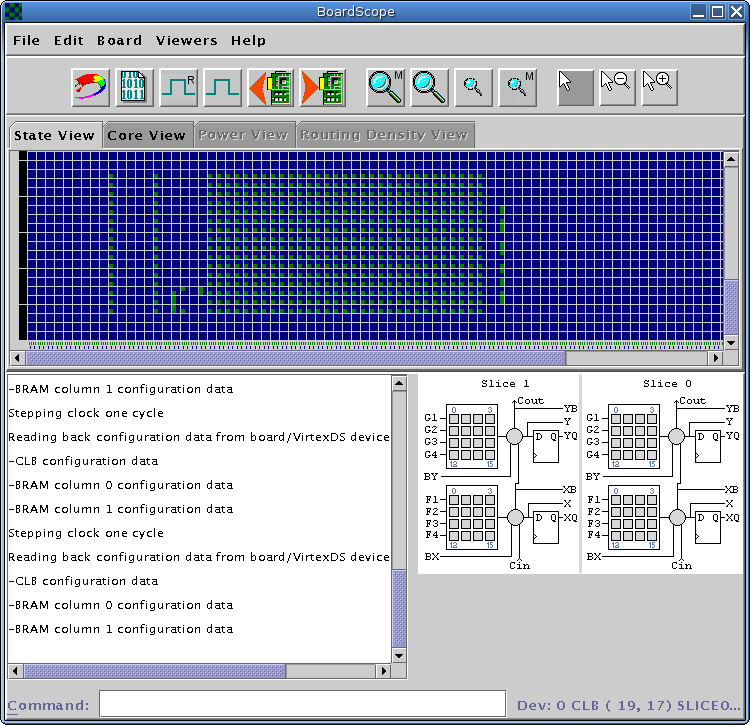 BoardScope
File Edit Board Viewers Help
010 1011 R F F M M
State View Core View Power View Routing Density View
-BRAM column 1 configuration data
Stepping clock one cycle
Reading back configuration data from board/VirtexDS device
-CLB configuration data
-BRAM column 0 configuration data
-BRAM column 1 configuration data
Stepping clock one cycle
Reading back configuration data from board/VirtexDS device
-CLB configuration data
-BRAM column 0 configuration data
-BRAM column 1 configuration data
Slice 1
Cout
0 3
YB
G1
Y
G2
D Q
YQ
G3
G4
12 15
BY
0 3
XB
F1
X
F2
D Q
XQ
F3
F4
12 15
BX
Cin
Slice 0
Cout
0 3
YB
G1
Y
G2
D Q
YQ
G3
G4
12 15
BY
0 3
XB
F1
X
F2
D Q
XQ
F3
F4
12 15
BX
Cin
Command:
Dev: 0 CLB ( 19, 17) SLICE0...